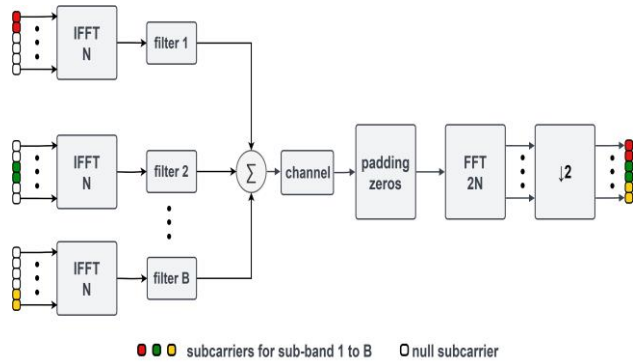 IFFT
N
filter 1
IFFT
N
filter 2
Σ
channel
padding
zeros
FFT
2N
↓2
IFFT
N
filter B
subcarriers for sub-band 1 to B
null subcarrier